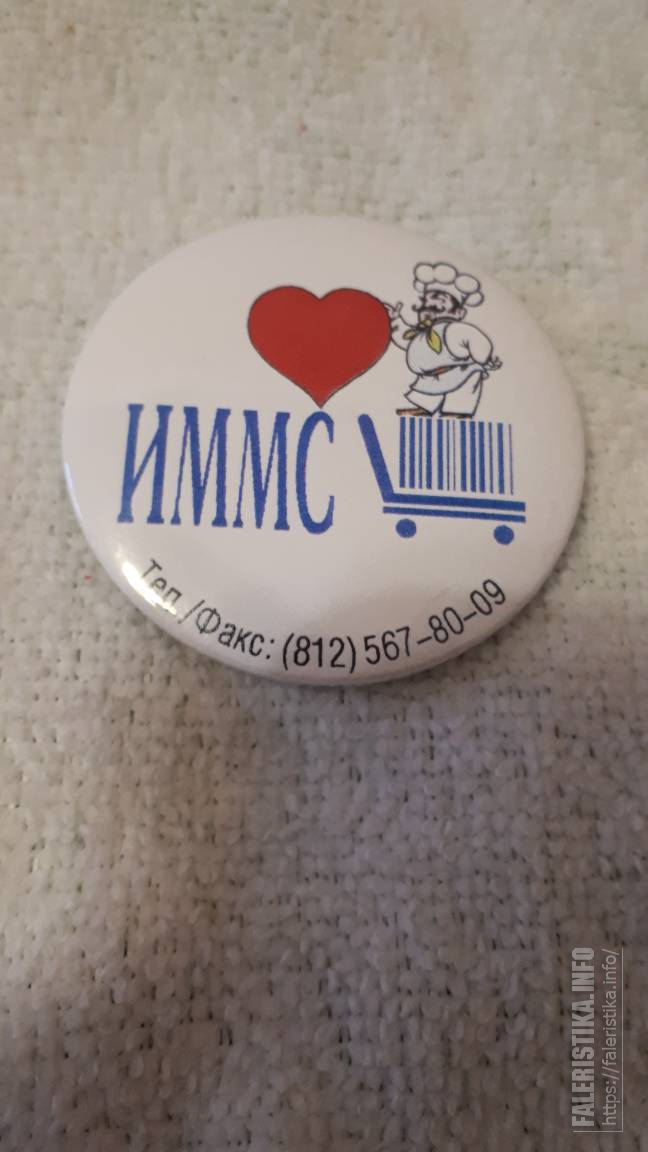 ИММС
Тел./Факс: (812) 567-80-09
FALERISTIKA.INFO
https://faleristika.info/